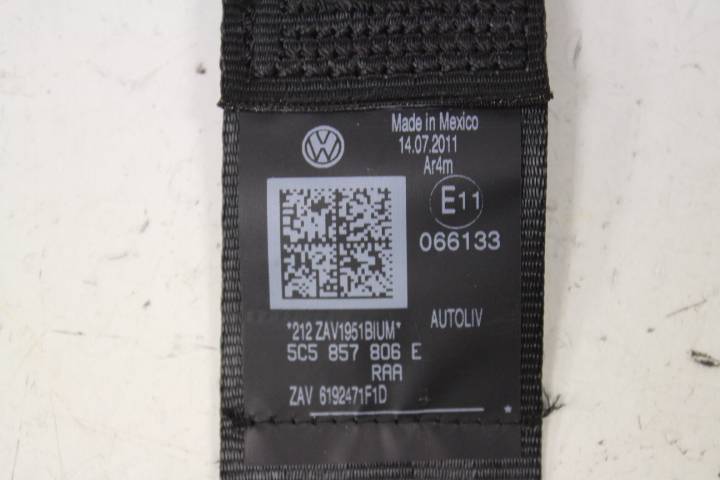 Made in Mexico
14.07.2011
Ar4m
E11
066133
*212 ZAV1951BIUM*
AUTOLIV
5C5 857 806 E
RAA
ZAV 6192471F1D
*